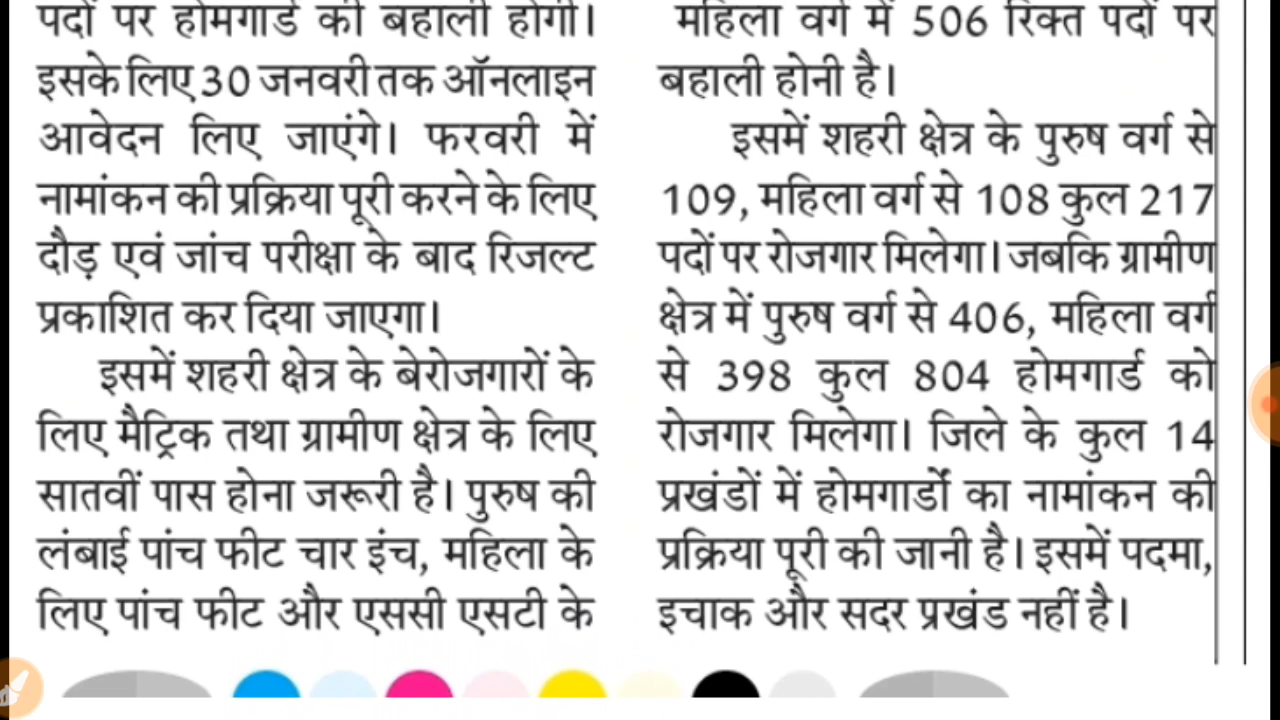 पदों पर होमगार्ड की बहाली होगी।
इसके लिए 30 जनवरी तक ऑनलाइन
आवेदन लिए जाएंगे। फरवरी में
नामांकन की प्रक्रिया पूरी करने के लिए
दौड़ एवं जांच परीक्षा के बाद रिजल्ट
प्रकाशित कर दिया जाएगा।
इसमें शहरी क्षेत्र के बेरोजगारों के
लिए मैट्रिक तथा ग्रामीण क्षेत्र के लिए
सातवीं पास होना जरूरी है। पुरुष की
लंबाई पांच फीट चार इंच, महिला के
लिए पांच फीट और एससी एसटी के
महिला वर्ग में 506 रिक्त पदों पर
बहाली होनी है।
इसमें शहरी क्षेत्र के पुरुष वर्ग से
109, महिला वर्ग से 108 कुल 217
पदों पर रोजगार मिलेगा। जबकि ग्रामीण
क्षेत्र में पुरुष वर्ग से 406, महिला वर्ग
से 398 कुल 804 होमगार्ड को
रोजगार मिलेगा। जिले के कुल 14
प्रखंडों में होमगार्डों का नामांकन की
प्रक्रिया पूरी की जानी है। इसमें पदमा,
इचाक और सदर प्रखंड नहीं है।